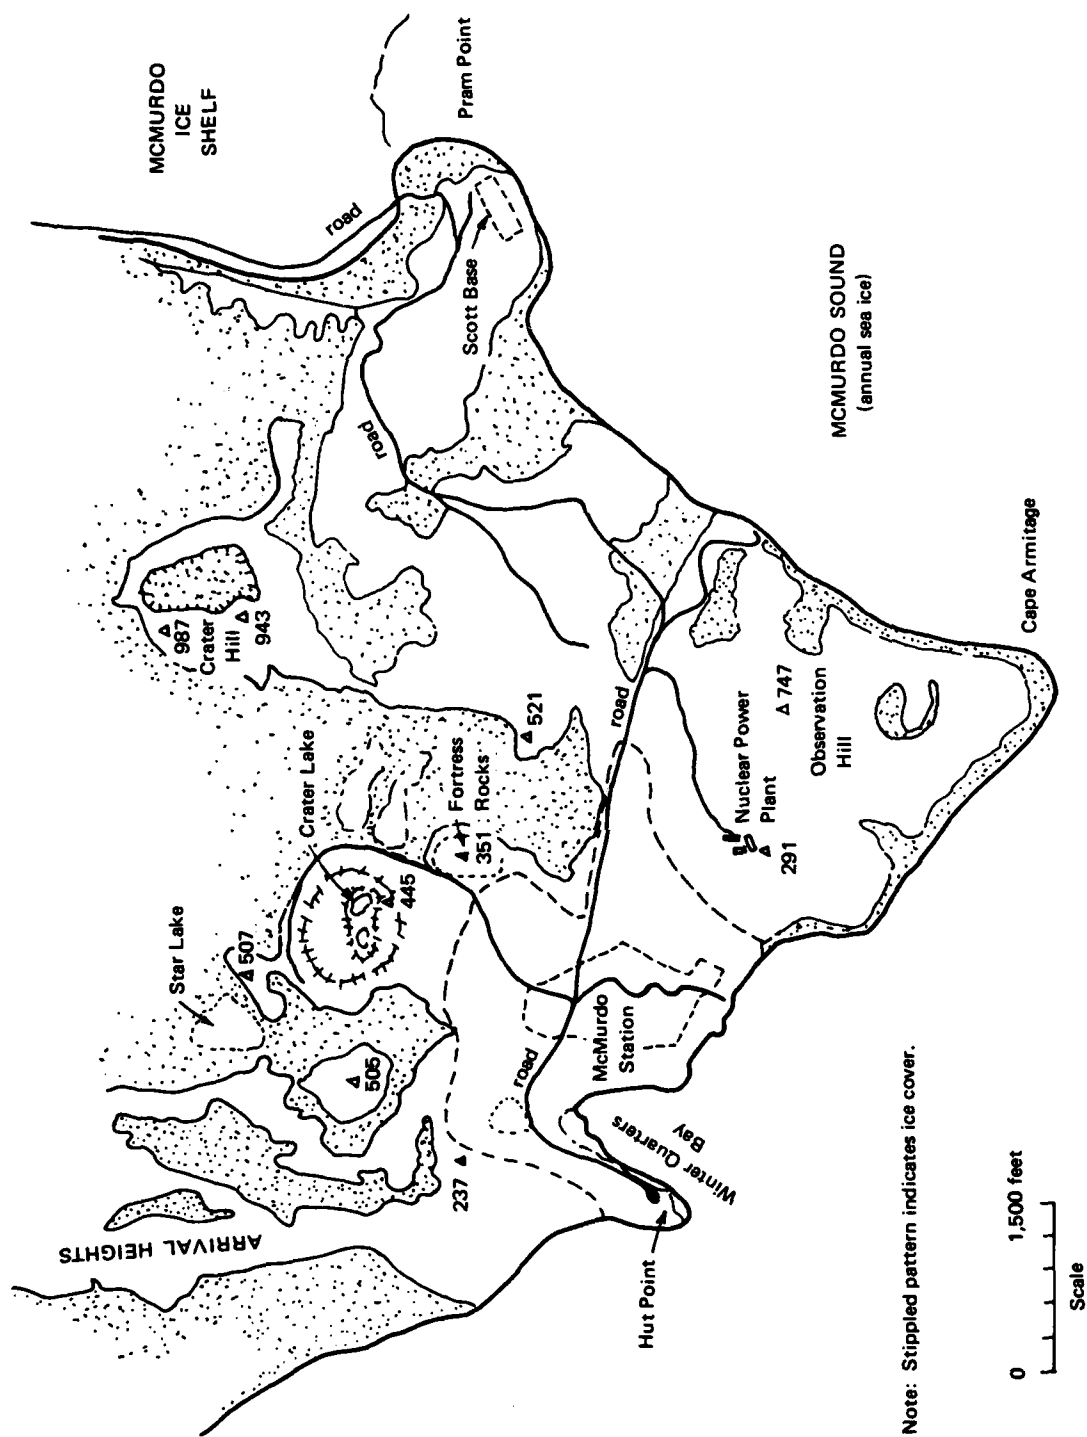 MCMURDO
ICE
SHELF
Pram Point
road
Scott Base
MCMURDO SOUND
(annual sea ice)
road
987
Crater
Hill
943
Cape Armitage
521
road
747
Observation
Hill
Nuclear Power
Plant
291
Crater Lake
Fortress
Rocks
351
445
Star Lake
507
505
McMurdo
Station
road
Winter Quarters
Bay
237
ARRIVAL HEIGHTS
Hut Point
Note: Stippled pattern indicates ice cover.
0
1,500 feet
Scale